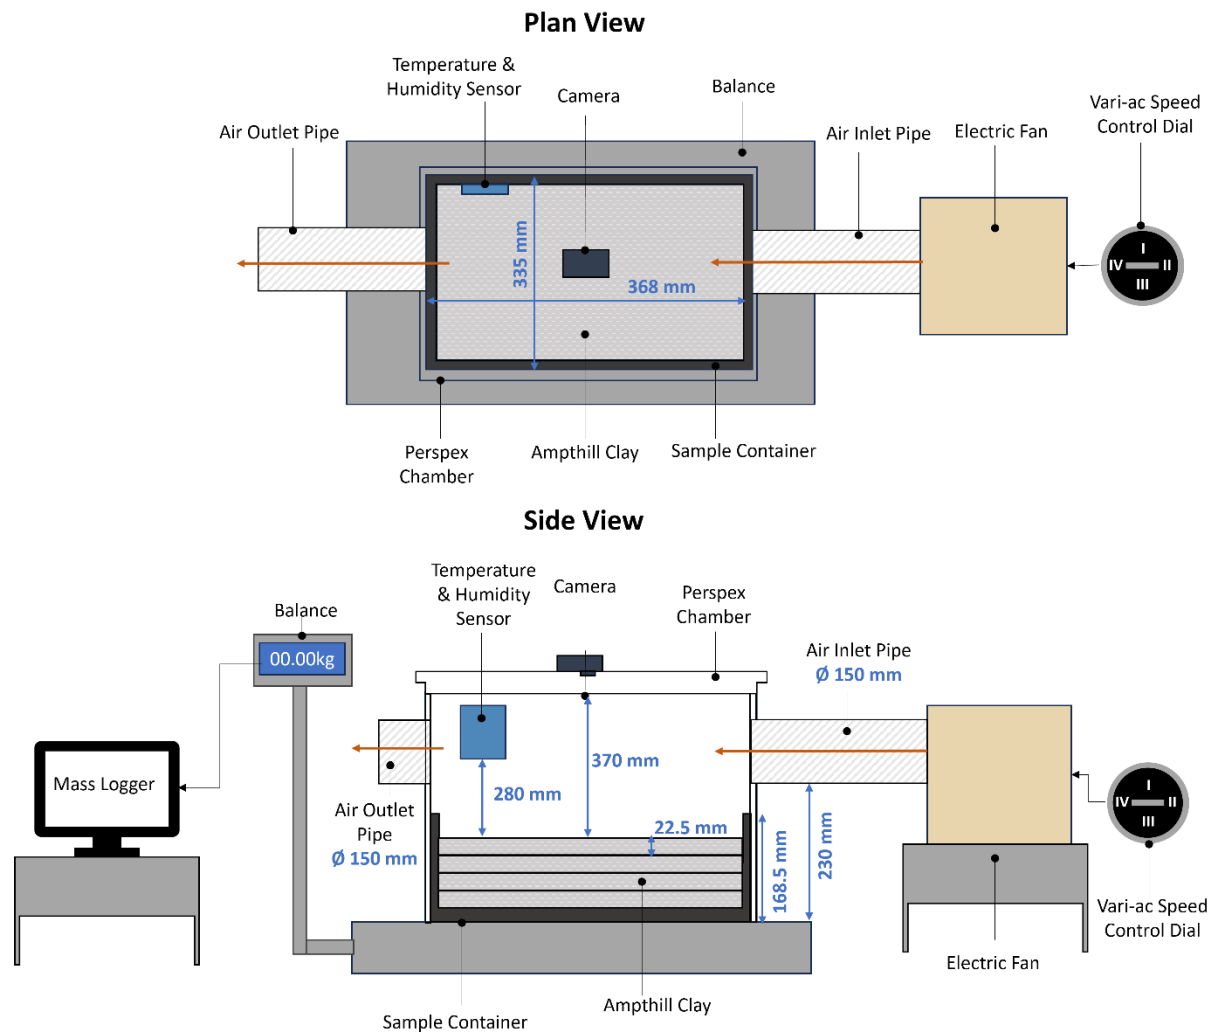 Plan View
Temperature &
Humidity Sensor
Camera
Balance
Vari-ac Speed
Control Dial
Air Outlet Pipe
Air Inlet Pipe
Electric Fan
I
IV
II
III
335 mm
368 mm
Perspex
Chamber
Ampthill Clay
Sample Container
Side View
Temperature
& Humidity
Sensor
Camera
Perspex
Chamber
Balance
00.00kg
Air Inlet Pipe
Ø 150 mm
Mass Logger
370 mm
280 mm
I
IV
II
III
Air Outlet
Pipe
Ø 150 mm
22.5 mm
168.5 mm
230 mm
Vari-ac Speed
Control Dial
Electric Fan
Ampthill Clay
Sample Container